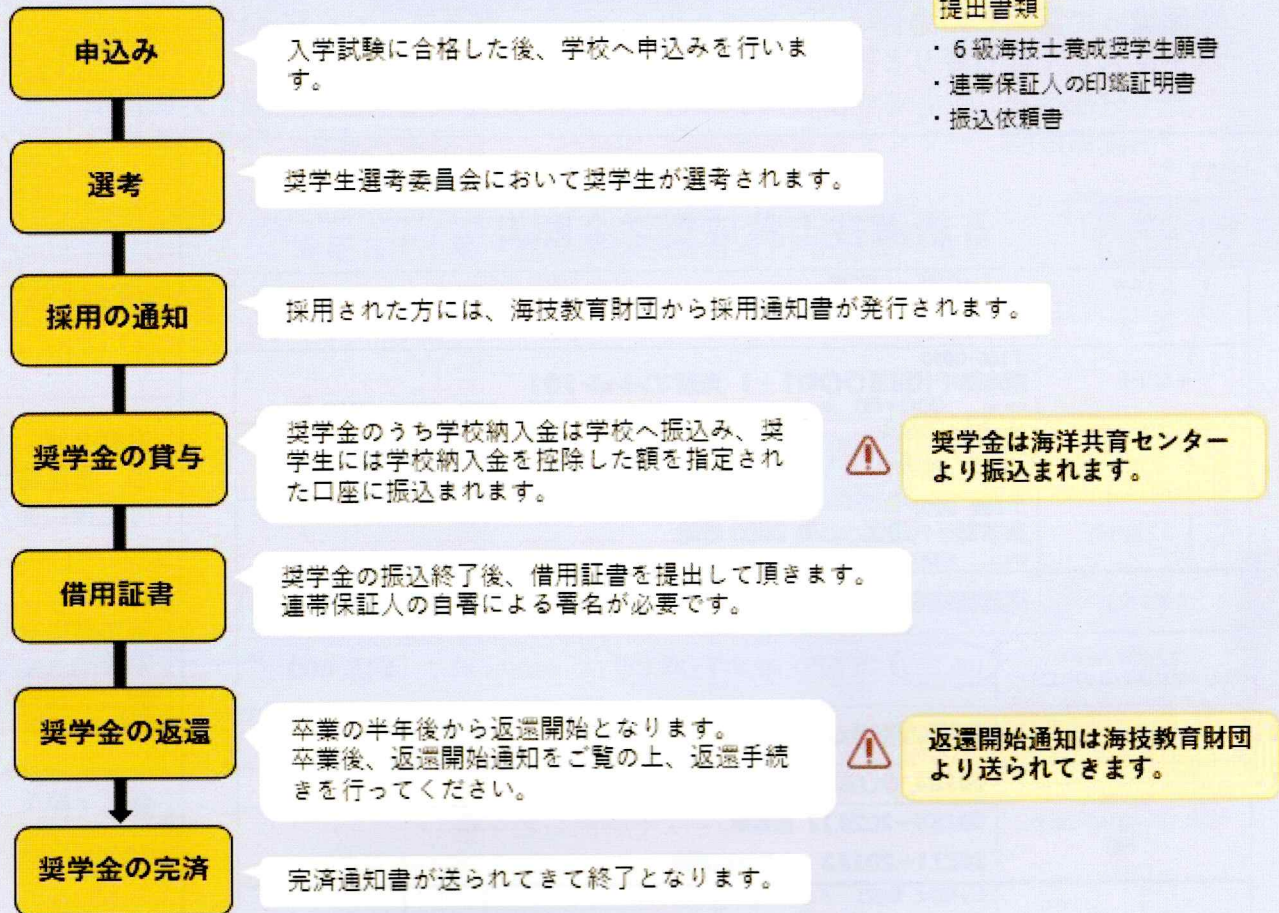 提出書類
・６級海技士養成奨学生願書
・連帯保証人の印鑑証明書
・振込依頼書
申込み
入学試験に合格した後、学校へ申込みを行いま
す。
選考
奨学生選考委員会において奨学生が選考されます。
採用の通知
採用された方には、海技教育財団から採用通知書が発行されます。
奨学金の貸与
奨学金のうち学校納入金は学校へ振込み、奨
学生には学校納入金を控除した額を指定され
た口座に振込まれます。
奨学金は海洋共育センター
より振込まれます。
借用証書
奨学金の振込終了後、借用証書を提出して頂きます。
連帯保証人の自署による署名が必要です。
奨学金の返還
卒業の半年後から返還開始となります。
卒業後、返還開始通知をご覧の上、返還手続
きを行ってください。
返還開始通知は海技教育財団
より送られてきます。
奨学金の完済
完済通知書が送られてきて終了となります。